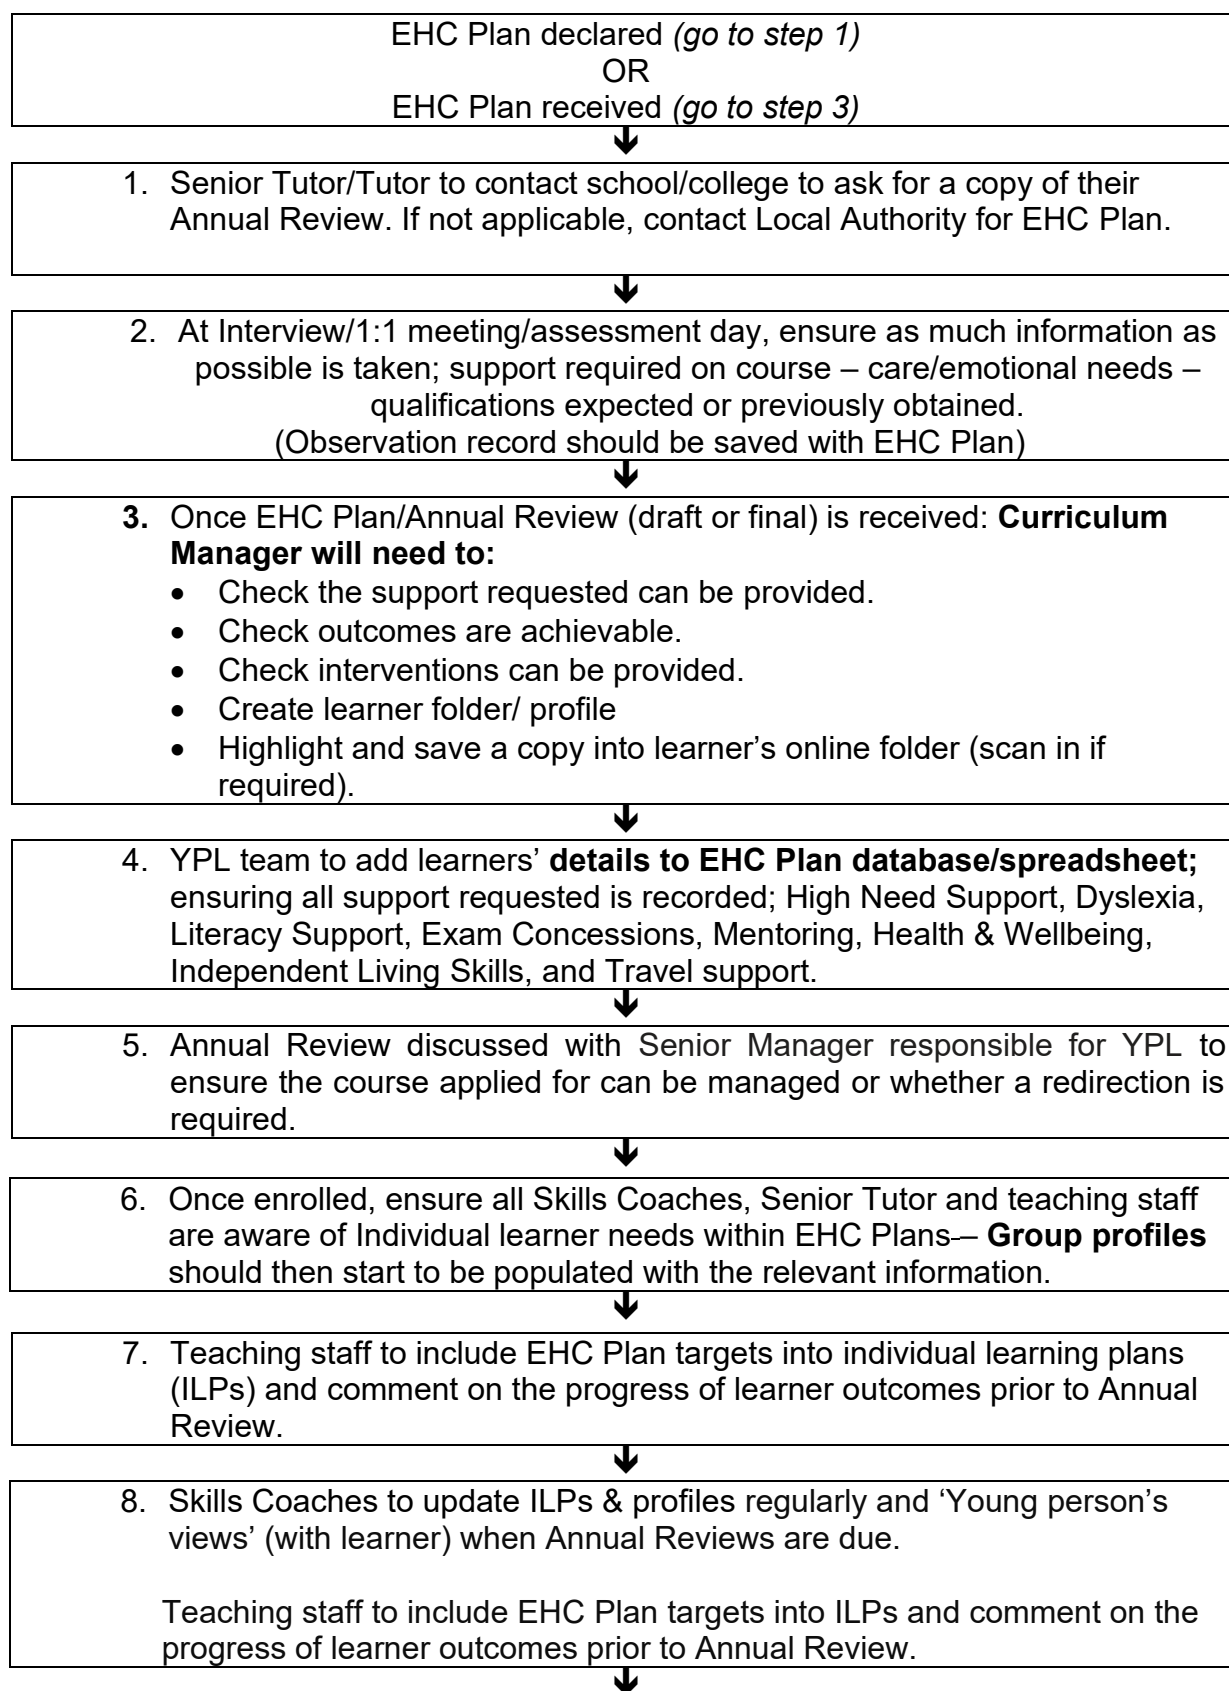 EHC Plan declared (go to step 1)
OR
EHC Plan received (go to step 3)
1. Senior Tutor/Tutor to contact school/college to ask for a copy of their
Annual Review. If not applicable, contact Local Authority for EHC Plan.
2. At Interview/1:1 meeting/assessment day, ensure as much information as
possible is taken; support required on course – care/emotional needs –
qualifications expected or previously obtained.
(Observation record should be saved with EHC Plan)
3. Once EHC Plan/Annual Review (draft or final) is received: Curriculum
Manager will need to:
• Check the support requested can be provided.
• Check outcomes are achievable.
• Check interventions can be provided.
• Create learner folder/ profile
• Highlight and save a copy into learner’s online folder (scan in if
required).
4. YPL team to add learners’ details to EHC Plan database/spreadsheet;
ensuring all support requested is recorded; High Need Support, Dyslexia,
Literacy Support, Exam Concessions, Mentoring, Health & Wellbeing,
Independent Living Skills, and Travel support.
5. Annual Review discussed with Senior Manager responsible for YPL to
ensure the course applied for can be managed or whether a redirection is
required.
6. Once enrolled, ensure all Skills Coaches, Senior Tutor and teaching staff
are aware of Individual learner needs within EHC Plans-– Group profiles
should then start to be populated with the relevant information.
7. Teaching staff to include EHC Plan targets into individual learning plans
(ILPs) and comment on the progress of learner outcomes prior to Annual
Review.
8. Skills Coaches to update ILPs & profiles regularly and ‘Young person’s
views’ (with learner) when Annual Reviews are due.
Teaching staff to include EHC Plan targets into ILPs and comment on the
progress of learner outcomes prior to Annual Review.